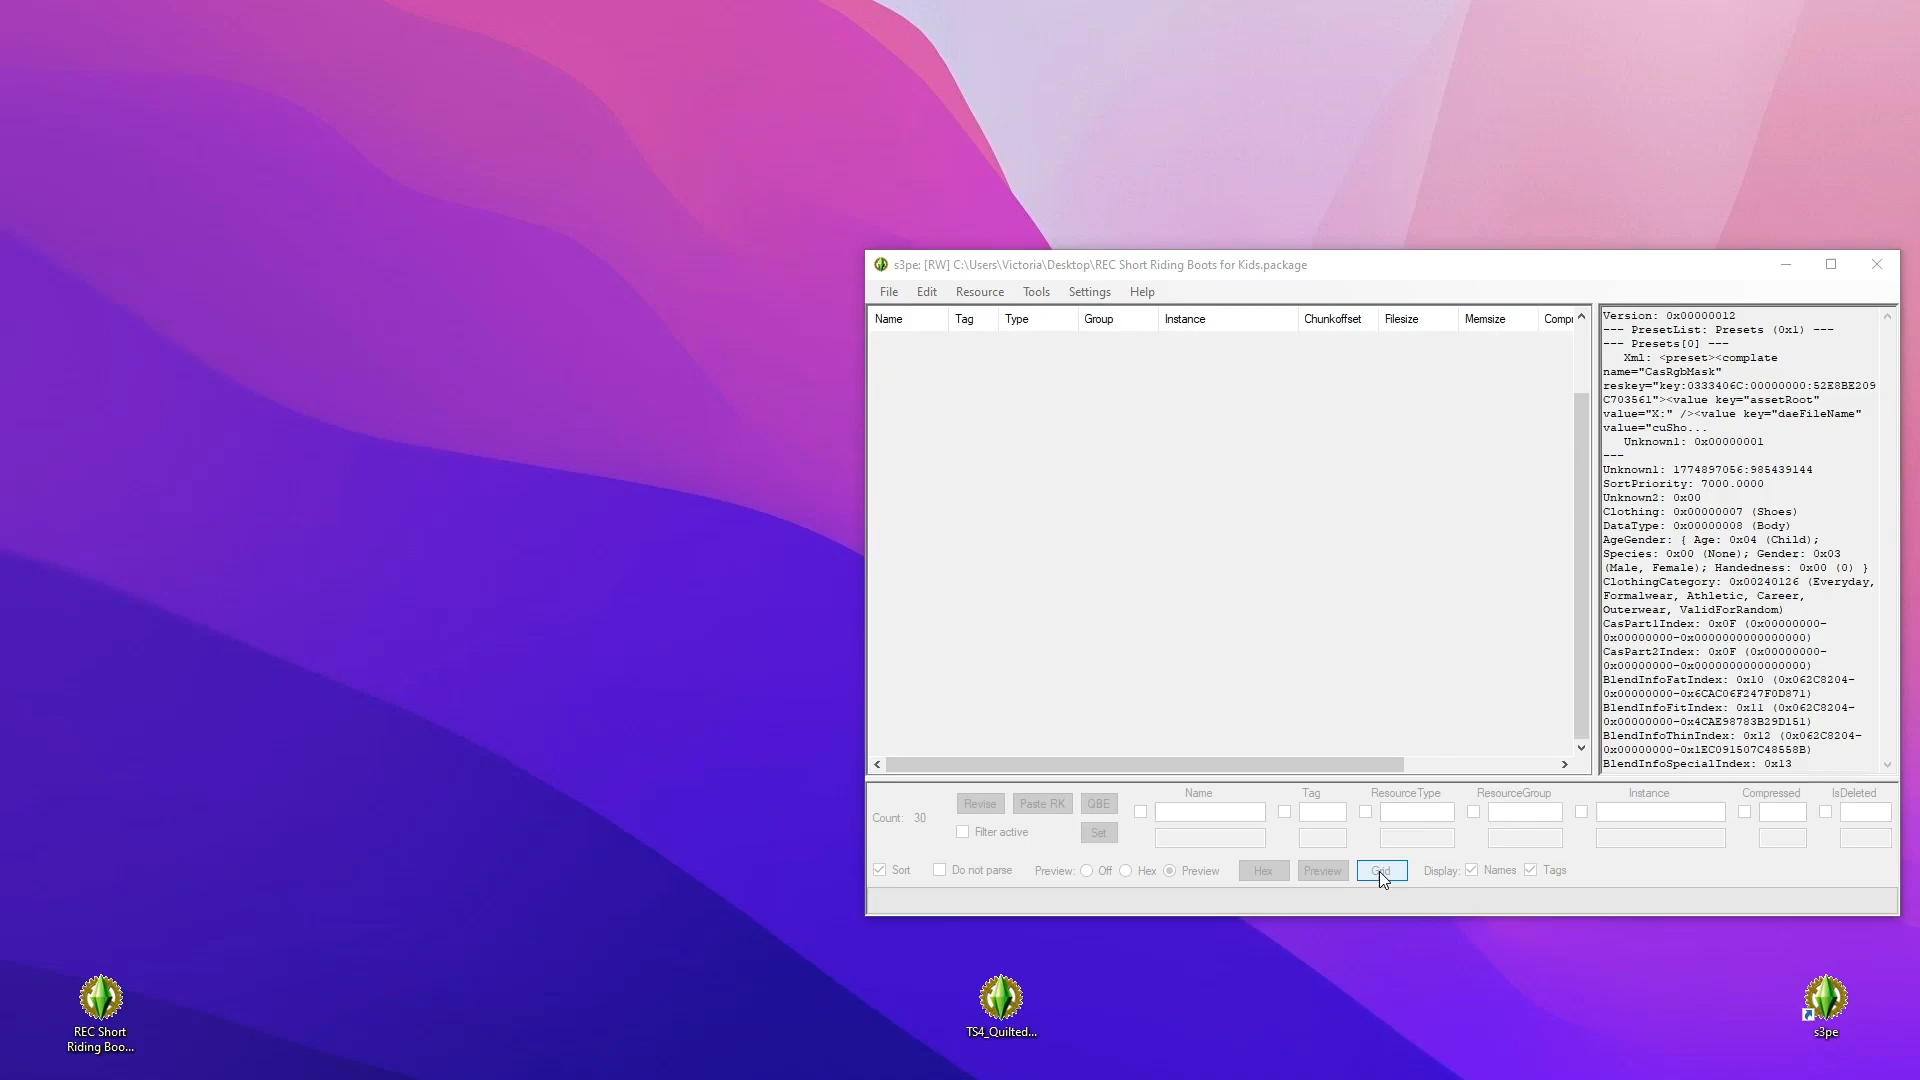 s3pe: [RW] C:\Users\Victoria\Desktop\REC Short Riding Boots for Kids.package
File Edit Resource Tools Settings Help
Name Tag Type Group Instance Chunkoffset Filesize Memsize Compr
Version: 0x00000012
--- PresetList: Presets (0x1) ---
--- Presets[0] ---
Xml: <preset><complate
name="CasRgbMask"
reskey="key:0333406C:00000000:52E8BE209
C703561"><value key="assetRoot"
value="X:" /><value key="daeFileName"
value="cuSho...
Unknown1: 0x00000001
---
Unknown1: 1774897056:985439144
SortPriority: 7000.0000
Unknown2: 0x00
Clothing: 0x00000007 (Shoes)
DataType: 0x00000008 (Body)
AgeGender: { Age: 0x04 (Child);
Species: 0x00 (None); Gender: 0x03
(Male, Female); Handedness: 0x00 (0) }
ClothingCategory: 0x00240126 (Everyday,
Formalwear, Athletic, Career,
Outerwear, ValidForRandom)
CasPart1Index: 0x0F (0x00000000-
0x00000000-0x0000000000000000)
CasPart2Index: 0x0F (0x00000000-
0x00000000-0x0000000000000000)
BlendInfoFatIndex: 0x10 (0x062C8204-
0x00000000-0x6CAC06F247F0D871)
BlendInfoFitIndex: 0x11 (0x062C8204-
0x00000000-0x4CAE98783B29D151)
BlendInfoThinIndex: 0x12 (0x062C8204-
0x00000000-0x1EC091507C48558B)
BlendInfoSpecialIndex: 0x13
Name Tag ResourceType ResourceGroup Instance Compressed IsDeleted
Count: 30 Revise Paste RK QBE
Filter active Set
Sort Do not parse Preview: Off Hex Preview Hex Preview Grid Display: Names Tags
REC Short
Riding Boo...
TS4_Quilted...
s3pe